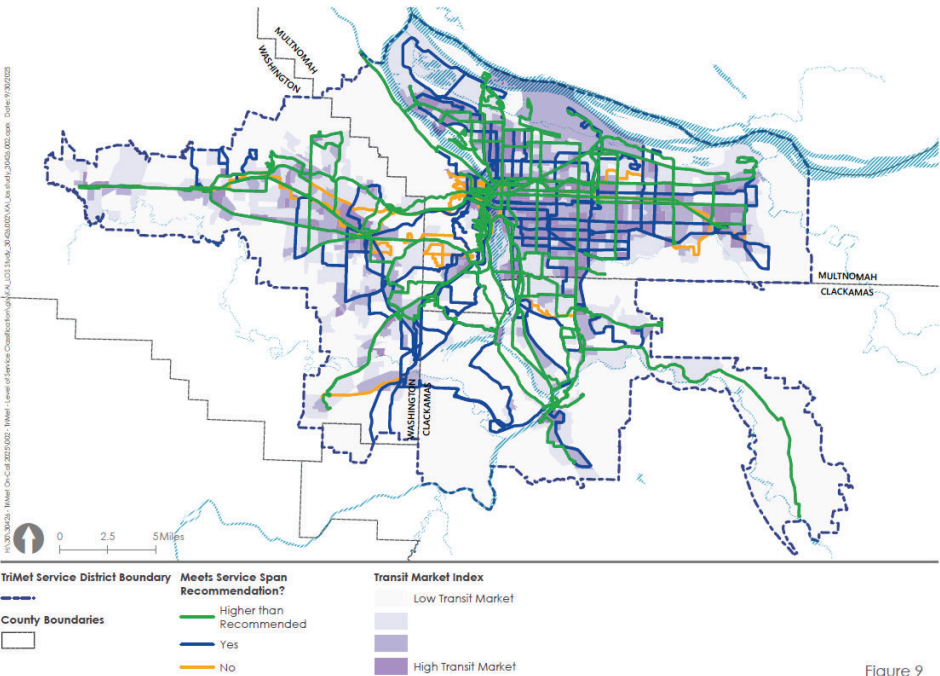 MULTNOMAH
WASHINGTON
MULTNOMAH
CLACKAMAS
WASHINGTON
CLACKAMAS
0 2.5 5 Miles
TriMet Service District Boundary
County Boundaries
Meets Service Span
Recommendation?
Higher than
Recommended
Yes
No
Transit Market Index
Low Transit Market
High Transit Market
Figure 9